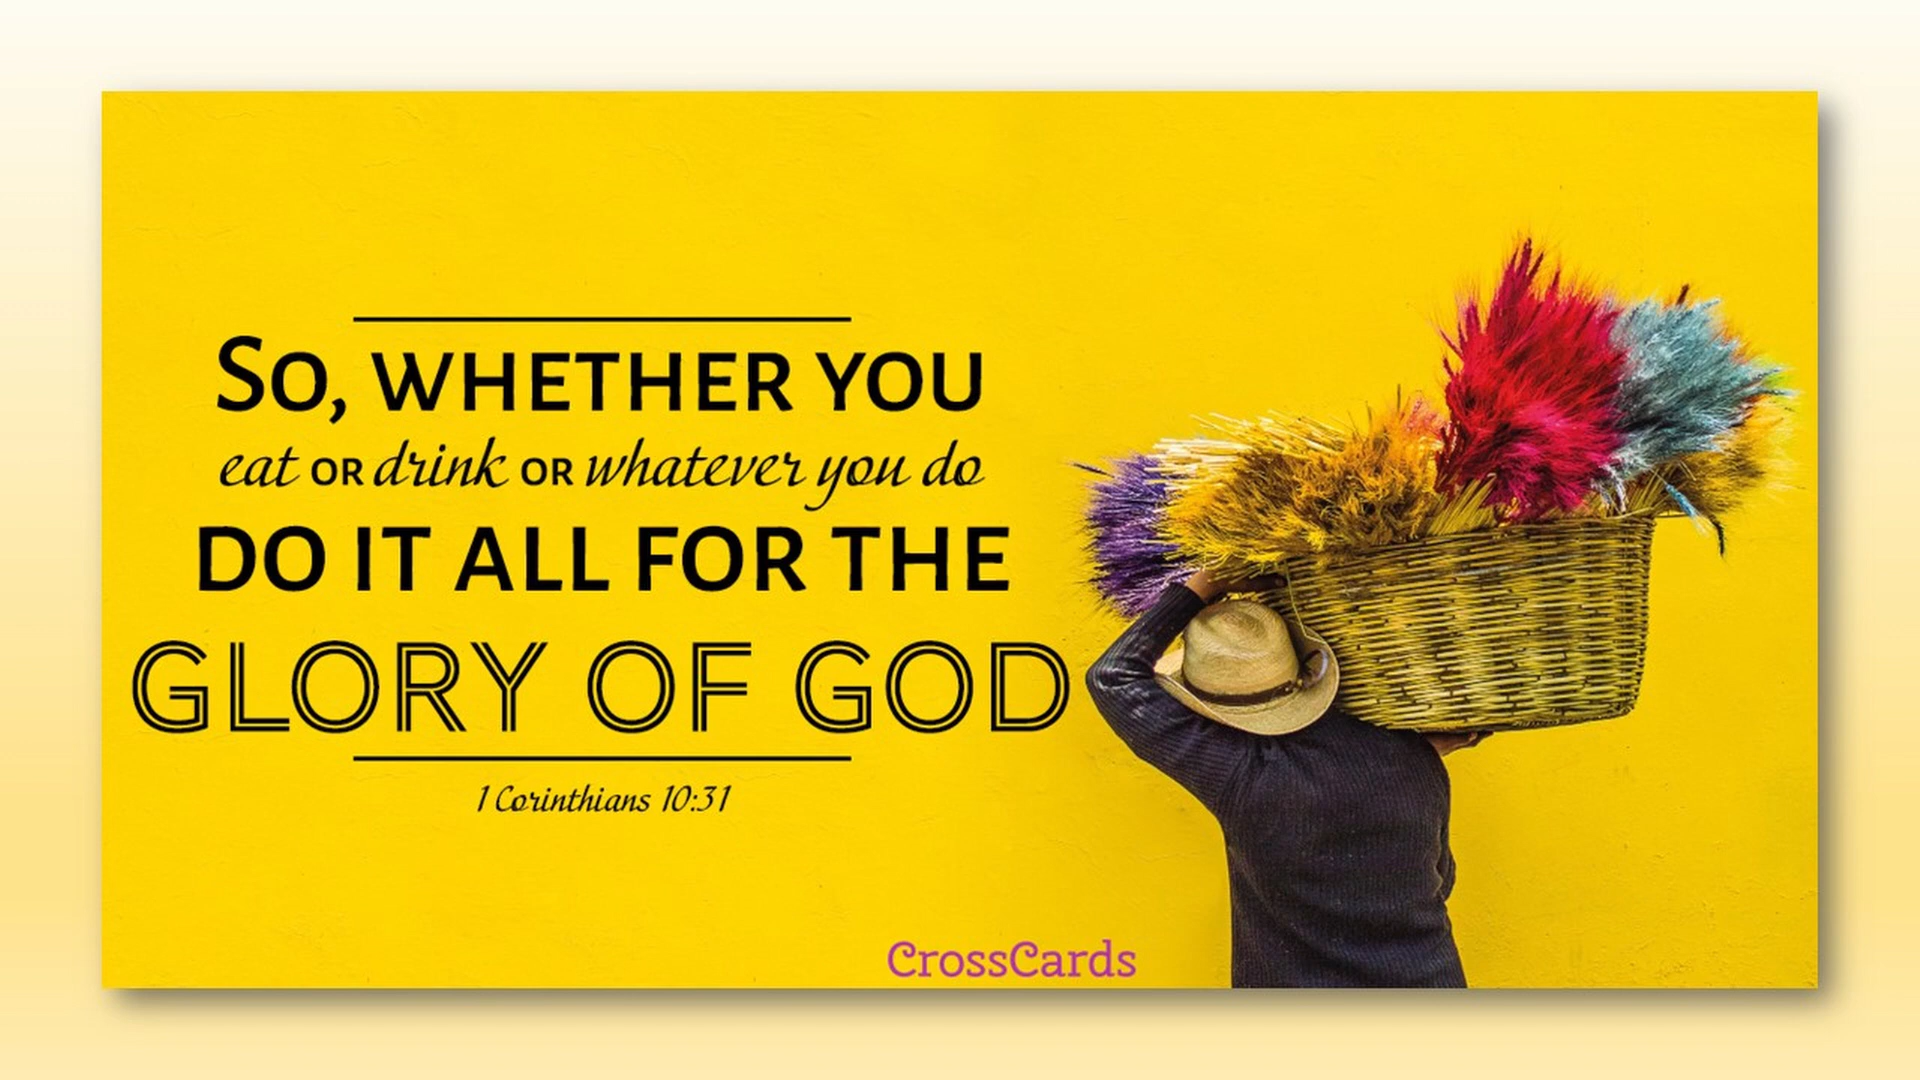 So, WHETHER YOU
eat OR drink OR whatever you do
DO IT ALL FOR THE
GLORY OF GOD
1 Corinthians 10:31
CrossCards